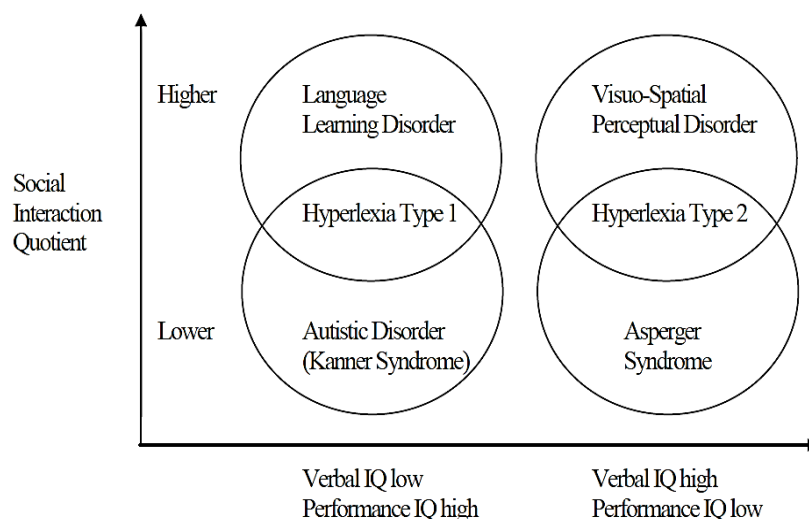 Higher
Language
Learning Disorder
Visuo-Spatial
Perceptual Disorder
Social
Interaction
Quotient
Hyperlexia Type 1
Hyperlexia Type 2
Lower
Autistic Disorder
(Kanner Syndrome)
Asperger
Syndrome
Verbal IQ low
Performance IQ high
Verbal IQ high
Performance IQ low